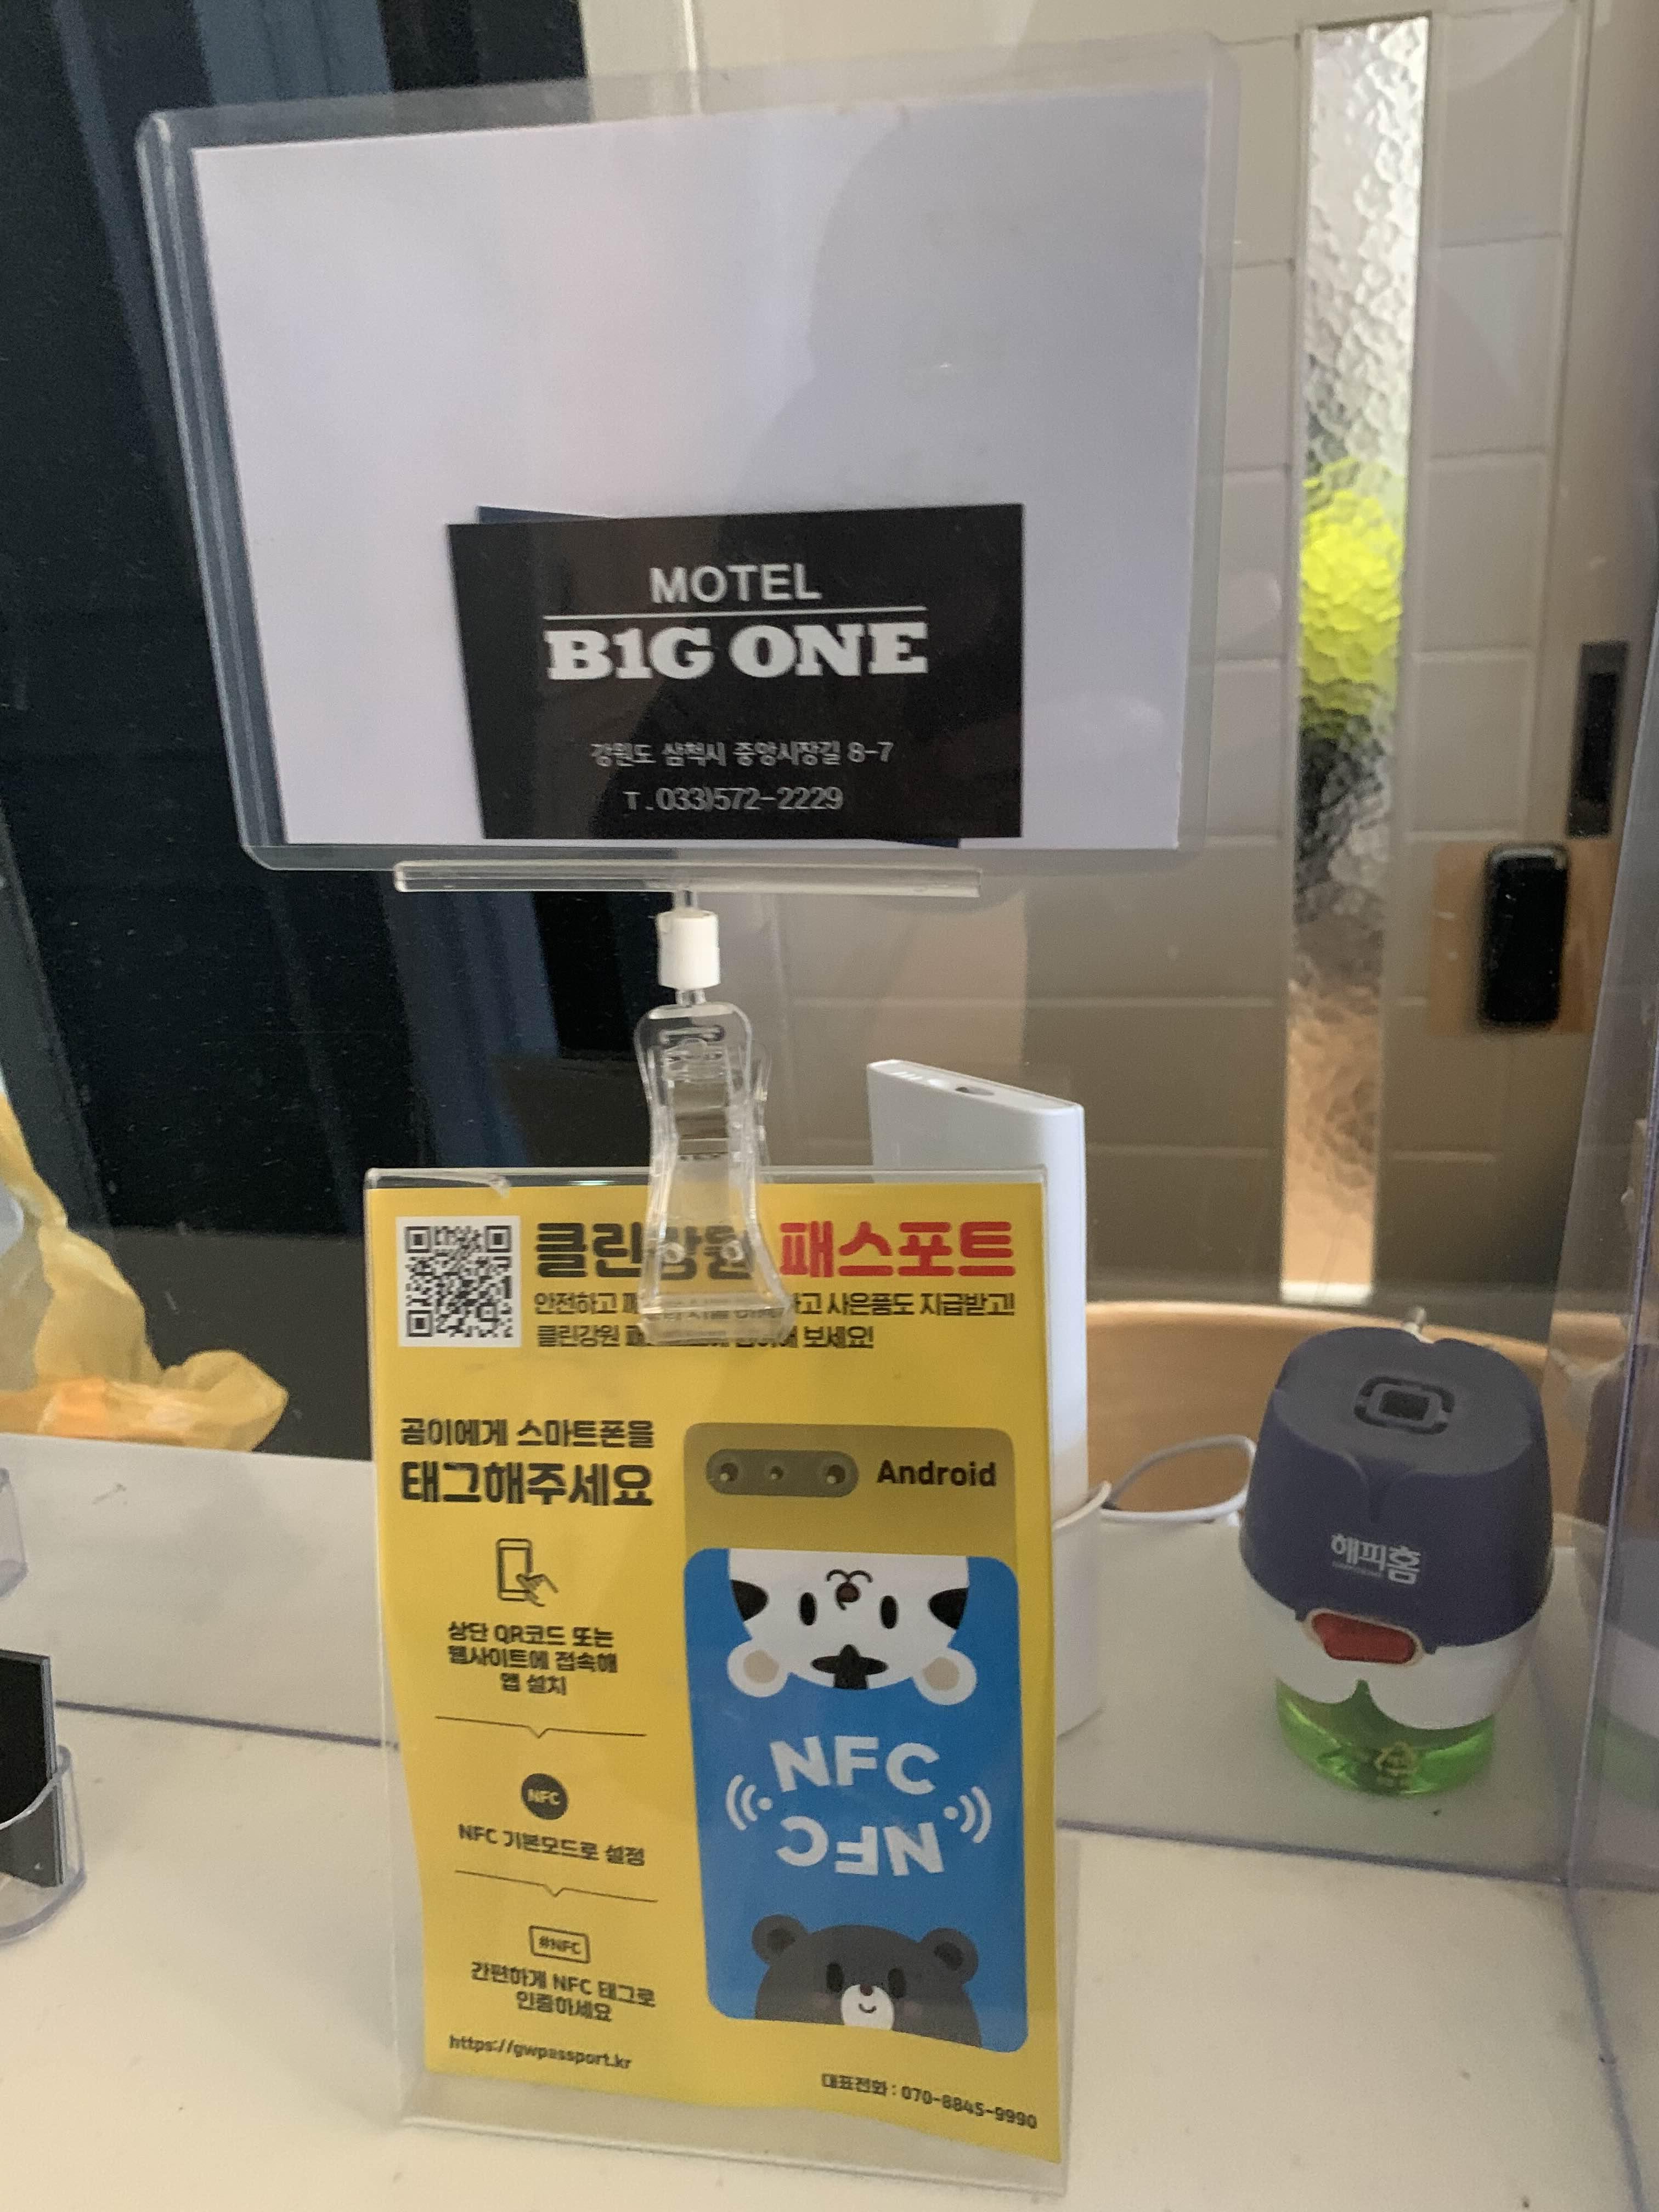 MOTEL
B1G ONE
강원도 삼척시 중앙시장길 8-7
T.033)572-2229
클린강원 패스포트
안전하고 고 사은품도 지급받고!
클린강원 보세요!
곰이에게 스마트폰을
태그해주세요
Android
상단 QR코드 또는
웹사이트에 접속해
앱 설치
NFC
NFC
NFC
NFC 기본모드로 설정
#NFC
간편하게 NFC 태그로
인증하세요
https://gwpassport.kr
대표전화 : 070-8845-9990
해피홈